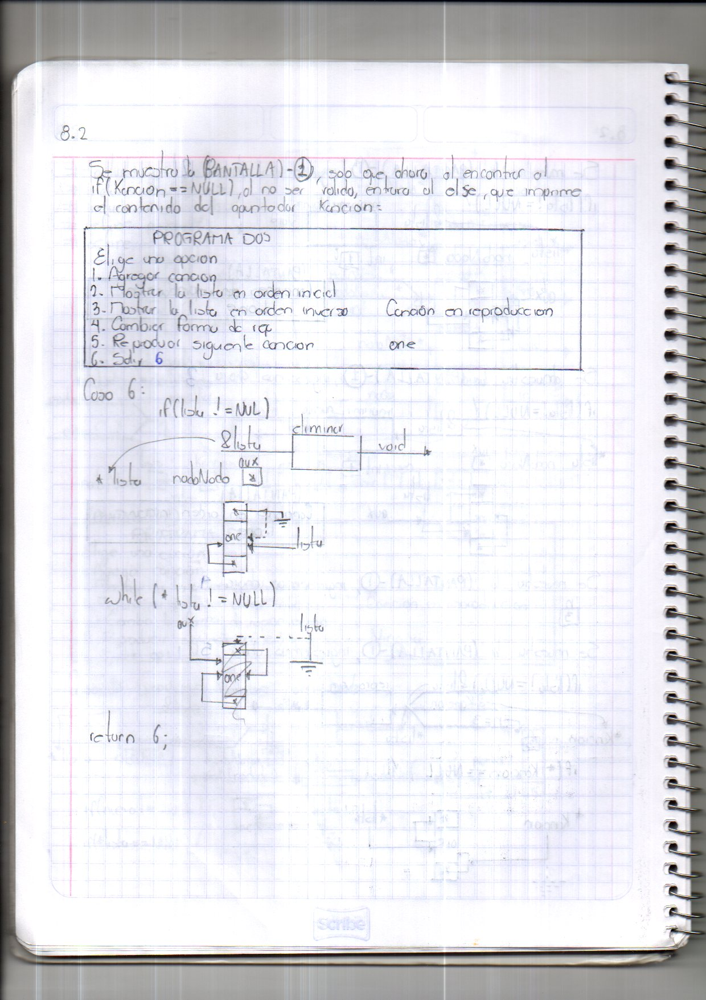 8.2
Se muestra la (PANTALLA)-1, solo que ahora, al encontrar al
if(Kancion==NULL), al no ser valido, entrara al else, que imprime
el contenido del apuntador Kancion=
PROGRAMA DOS
Elige una opcion
1. Agregar cancion
2. Mostrar la lista en orden inicial
3. Mostrar la lista en orden inverso Canción en reproduccion
4. Cambiar forma de rep
5. Reproducir siguente cancion one
6. Salir 6
Caso 6:
if(lista != NUL)
eliminar
&lista void
aux
* lista nodoNodo *
one lista
while (* lista != NULL)
aux lista
one
return 6;
Scribe